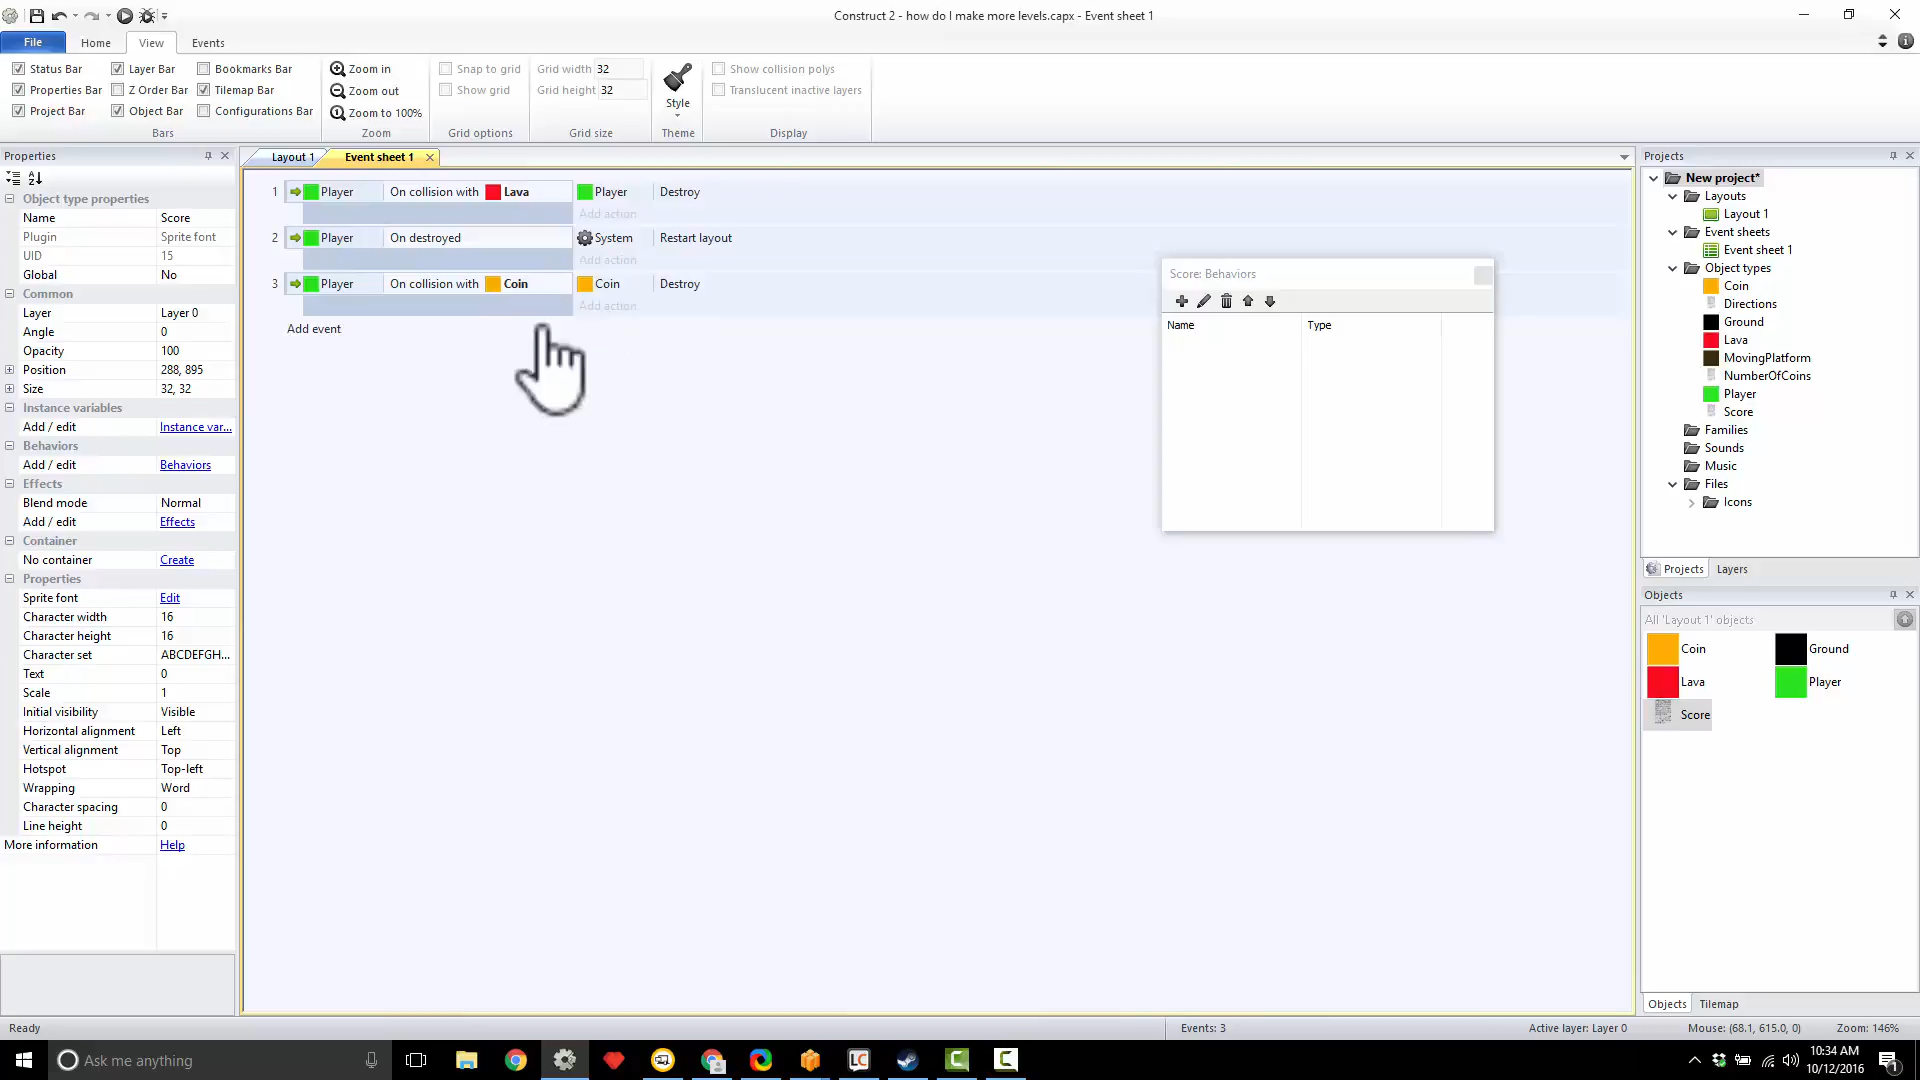 Construct 2 - how do I make more levels.capx - Event sheet 1
File Home View Events
Status Bar Layer Bar Bookmarks Bar Zoom in Snap to grid Grid width 32 Show collision polys
Properties Bar Z Order Bar Tilemap Bar Zoom out Show grid Grid height 32 Translucent inactive layers
Project Bar Object Bar Configurations Bar Zoom to 100% Style
Bars Zoom Grid options Grid size Theme Display
Properties
Object type properties
Name Score
Plugin Sprite font
UID 15
Global No
Common
Layer Layer 0
Angle 0
Opacity 100
Position 288, 895
Size 32, 32
Instance variables
Add / edit Instance var...
Behaviors
Add / edit Behaviors
Effects
Blend mode Normal
Add / edit Effects
Container
No container Create
Properties
Sprite font Edit
Character width 16
Character height 16
Character set ABCDEFGH...
Text 0
Scale 1
Initial visibility Visible
Horizontal alignment Left
Vertical alignment Top
Hotspot Top-left
Wrapping Word
Character spacing 0
Line height 0
More information Help
Layout 1 Event sheet 1
1 Player On collision with Lava Player Destroy
Add action
2 Player On destroyed System Restart layout
Add action
3 Player On collision with Coin Coin Destroy
Add action
Add event
Score: Behaviors
Name Type
Projects
New project*
Layouts
Layout 1
Event sheets
Event sheet 1
Object types
Coin
Directions
Ground
Lava
MovingPlatform
NumberOfCoins
Player
Score
Families
Sounds
Music
Files
Icons
Projects Layers
Objects
All 'Layout 1' objects
Coin Ground
Lava Player
Score
Objects Tilemap
Ready Events: 3 Active layer: Layer 0 Mouse: (68.1, 615.0, 0) Zoom: 146%
Ask me anything
LC
10:34 AM
10/12/2016
1